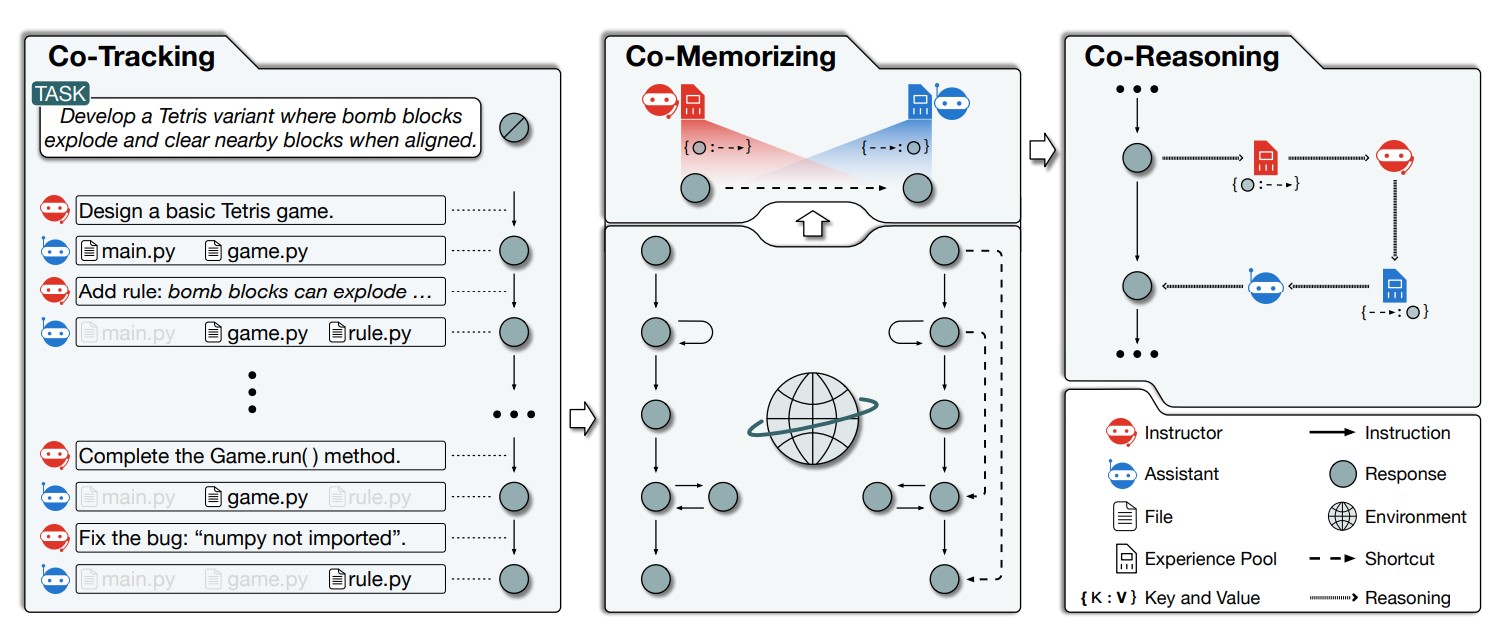 Co-Tracking
TASK
Develop a Tetris variant where bomb blocks
explode and clear nearby blocks when aligned.
Design a basic Tetris game.
main.py game.py
Add rule: bomb blocks can explode …
main.py game.py rule.py
Complete the Game.run( ) method.
main.py game.py rule.py
Fix the bug: “numpy not imported”.
main.py game.py rule.py
Co-Memorizing
Co-Reasoning
Instructor
Instruction
Assistant
Response
File
Environment
Experience Pool
Shortcut
{ K : V } Key and Value
Reasoning